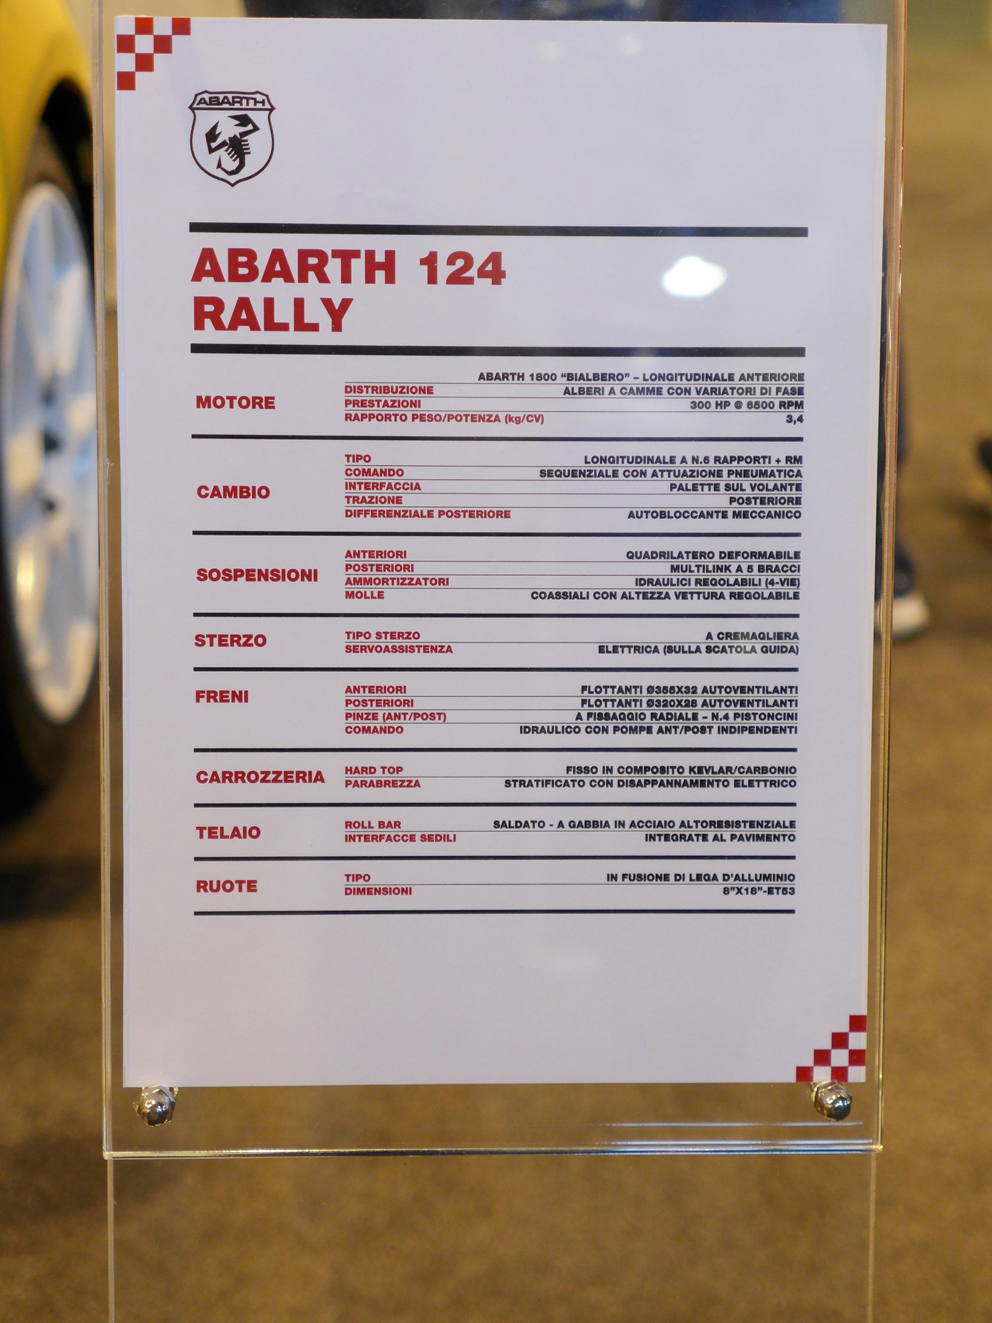 ABARTH
ABARTH 124
RALLY
MOTORE
ABARTH 1800 “BIALBERO” – LONGITUDINALE ANTERIORE
DISTRIBUZIONE ALBERI A CAMME CON VARIATORI DI FASE
PRESTAZIONI 300 HP @ 6500 RPM
RAPPORTO PESO/POTENZA (kg/CV) 3,4
CAMBIO
TIPO LONGITUDINALE A N.6 RAPPORTI + RM
COMANDO SEQUENZIALE CON ATTUAZIONE PNEUMATICA
INTERFACCIA PALETTE SUL VOLANTE
TRAZIONE POSTERIORE
DIFFERENZIALE POSTERIORE AUTOBLOCCANTE MECCANICO
SOSPENSIONI
ANTERIORI QUADRILATERO DEFORMABILE
POSTERIORI MULTILINK A 5 BRACCI
AMMORTIZZATORI IDRAULICI REGOLABILI (4-VIE)
MOLLE COASSIALI CON ALTEZZA VETTURA REGOLABILE
STERZO
TIPO STERZO A CREMAGLIERA
SERVOASSISTENZA ELETTRICA (SULLA SCATOLA GUIDA)
FRENI
ANTERIORI FLOTTANTI Ø355X32 AUTOVENTILANTI
POSTERIORI FLOTTANTI Ø320X28 AUTOVENTILANTI
PINZE (ANT/POST) A FISSAGGIO RADIALE – N.4 PISTONCINI
COMANDO IDRAULICO CON POMPE ANT/POST INDIPENDENTI
CARROZZERIA
HARD TOP FISSO IN COMPOSITO KEVLAR/CARBONIO
PARABREZZA STRATIFICATO CON DISAPPANNAMENTO ELETTRICO
TELAIO
ROLL BAR SALDATO - A GABBIA IN ACCIAIO ALTORESISTENZIALE
INTERFACCE SEDILI INTEGRATE AL PAVIMENTO
RUOTE
TIPO IN FUSIONE DI LEGA D'ALLUMINIO
DIMENSIONI 8”X18”-ET53